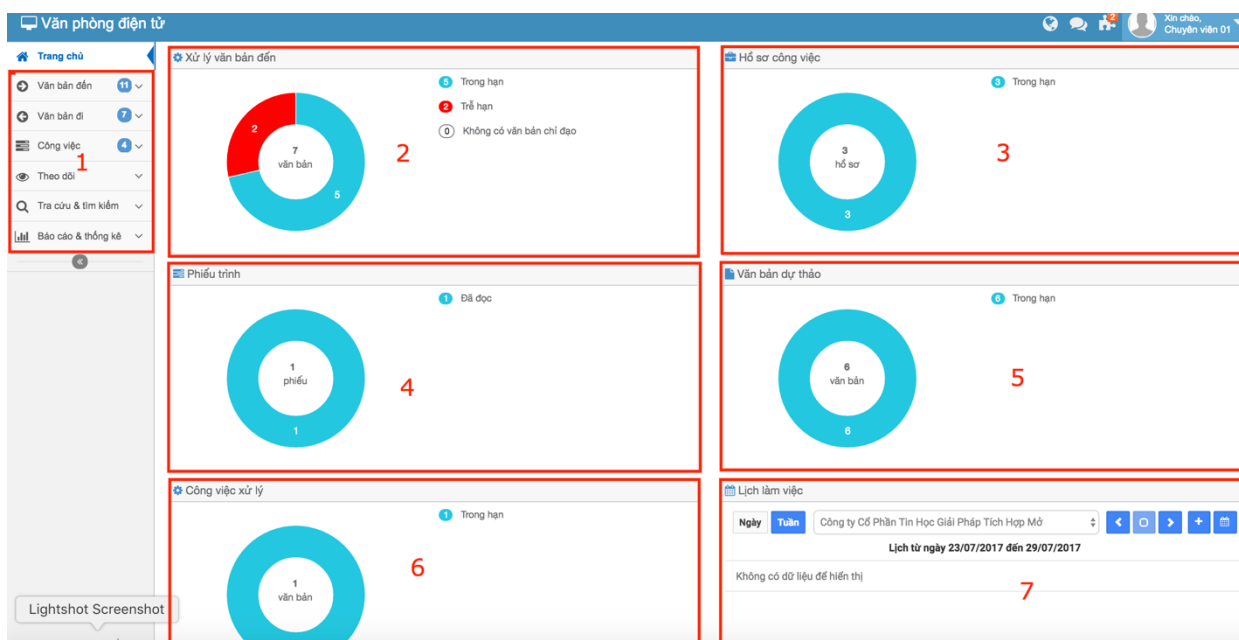 Văn phòng điện tử
2
Xin chào,
Chuyên viên 01
Trang chủ
Văn bản đến 11
Văn bản đi 7
Công việc 4
1
Theo dõi
Tra cứu & tìm kiếm
Báo cáo & thống kê
Xử lý văn bản đến
5 Trong hạn
2 Trễ hạn
0 Không có văn bản chỉ đạo
2
7
văn bản
5
2
Hồ sơ công việc
3 Trong hạn
3
hồ sơ
3
3
Phiếu trình
1 Đã đọc
1
phiếu
1
4
Văn bản dự thảo
6 Trong hạn
6
văn bản
6
5
Công việc xử lý
1 Trong hạn
1
văn bản
6
Lịch làm việc
Ngày Tuần Công ty Cổ Phần Tin Học Giải Pháp Tích Hợp Mở
Lịch từ ngày 23/07/2017 đến 29/07/2017
Không có dữ liệu để hiển thị
7
Lightshot Screenshot